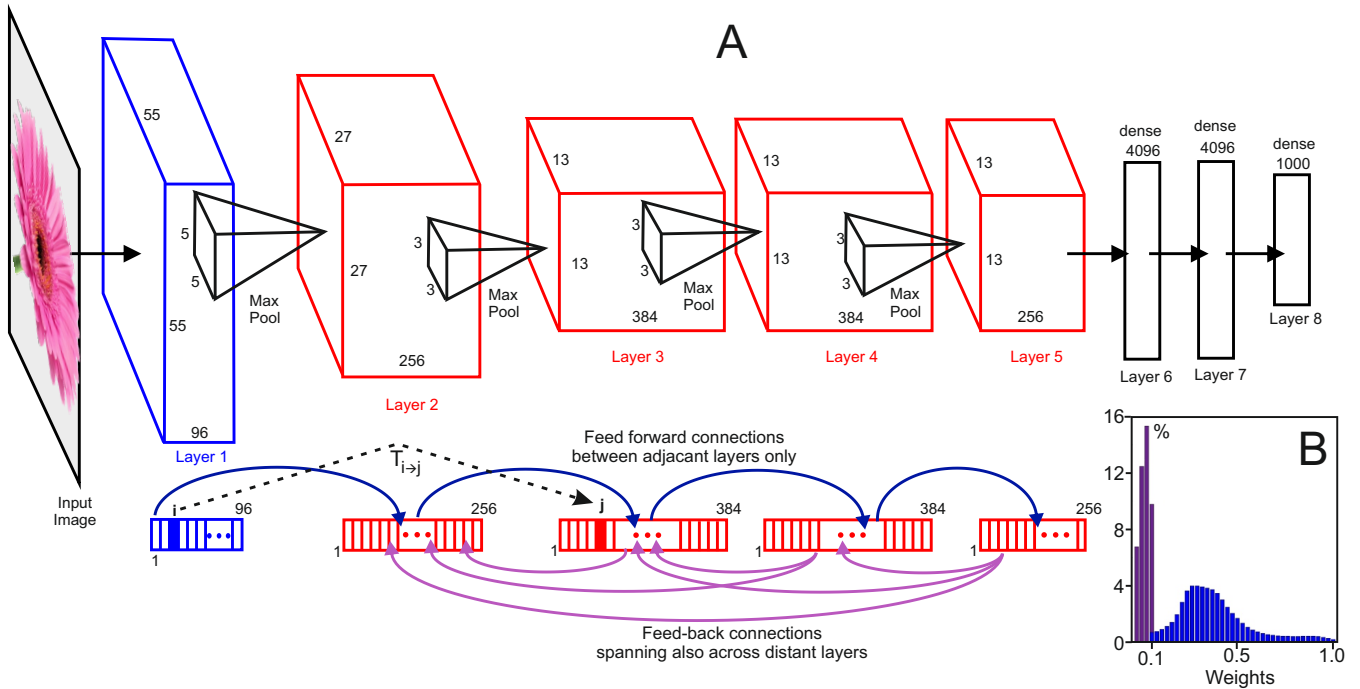 A
55
55
96
Layer 1
5
5
Max
Pool
27
27
256
Layer 2
3
3
Max
Pool
13
13
384
Layer 3
3
3
13
13
384
Layer 4
3
3
Max
Pool
13
13
256
Layer 5
dense
4096
Layer 6
dense
4096
Layer 7
dense
1000
Layer 8
Input
Image
Feed forward connections
between adjacant layers only
T i→j
i
96
1
256
1
j
384
1
384
1
256
1
Feed-back connections
spanning also across distant layers
B
%
16
12
8
4
0
0.1
0.5
1.0
Weights